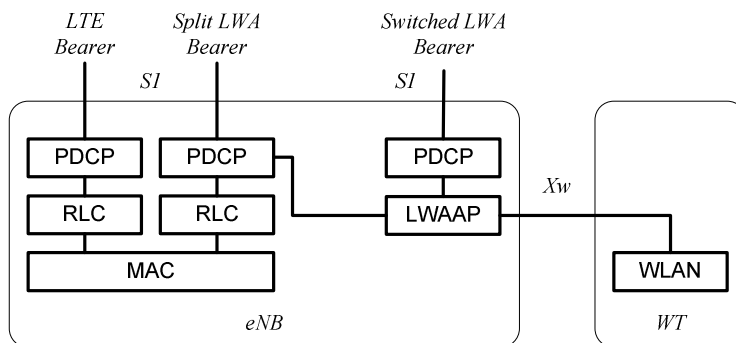 LTE Bearer
Split LWA Bearer
Switched LWA Bearer
S1
S1
PDCP
PDCP
PDCP
RLC
RLC
LWAAP
Xw
MAC
WLAN
eNB
WT